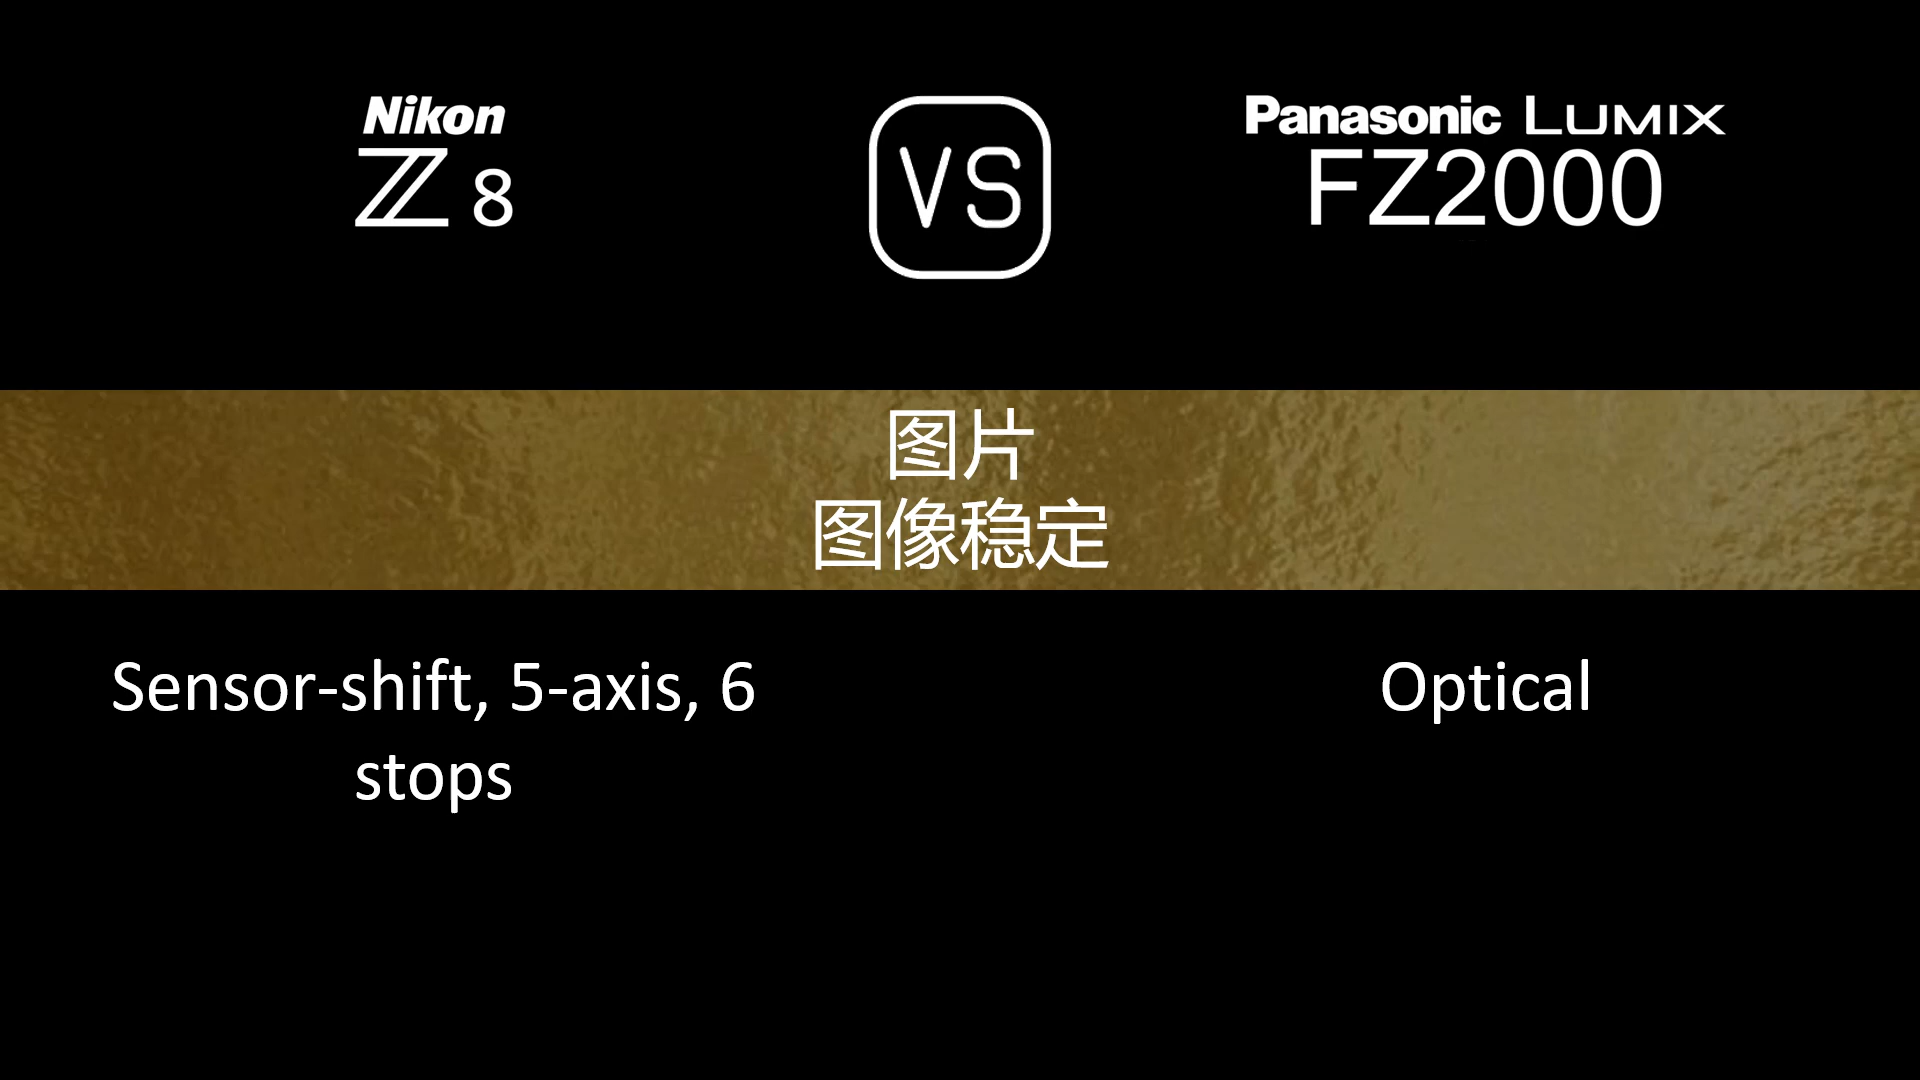 Nikon
Z 8
VS
Panasonic LUMIX
FZ2000
图片
图像稳定
Sensor-shift, 5-axis, 6
stops
Optical